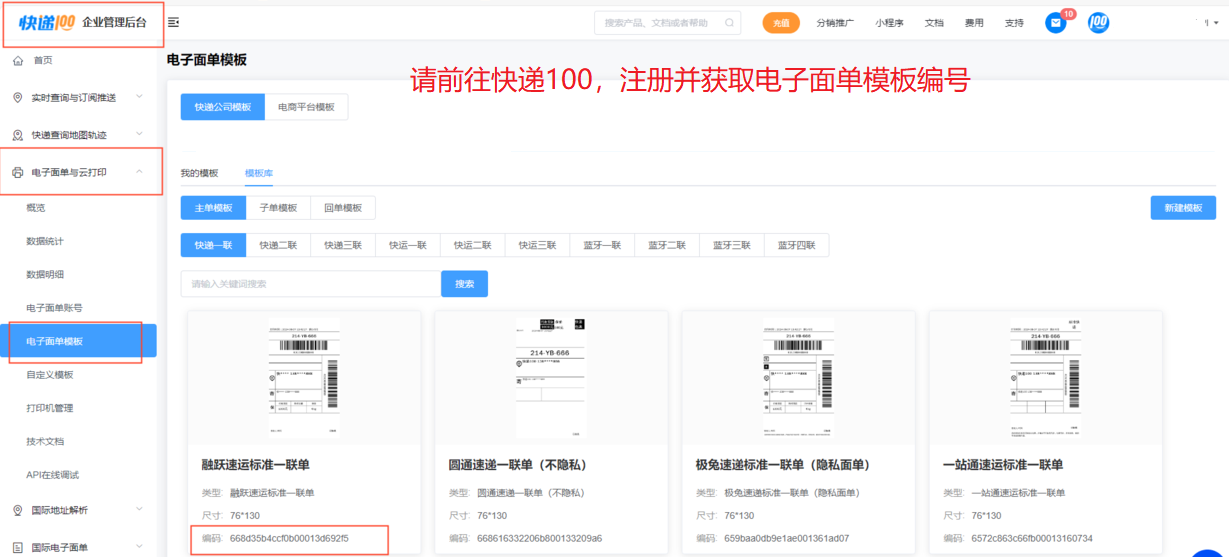 快递100 企业管理后台
搜索产品、文档或者帮助
充值
分销推广
小程序
文档
费用
支持
10
100
首页
实时查询与订阅推送
快递查询地图轨迹
电子面单与云打印
概览
数据统计
数据明细
电子面单账号
电子面单模板
自定义模板
打印机管理
技术文档
API在线调试
国际地址解析
国际电子面单
电子面单模板
请前往快递100，注册并获取电子面单模板编号
快递公司模板 电商平台模板
我的模板 模板库
主单模板 子单模板 回单模板
新建模板
快递一联 快递二联 快递三联 快运一联 快运二联 快运三联 蓝牙一联 蓝牙二联 蓝牙三联 蓝牙四联
请输入关键词搜索
搜索
214-YB-666
融跃速运标准一联单
类型: 融跃速运标准一联单
尺寸: 76*130
编码: 668d35b4ccf0b00013d692f5
214-YB-666
圆通速递一联单（不隐私）
类型: 圆通速递一联单（不隐私）
尺寸: 76*130
编码: 668616332206b800133209a6
214-YB-666
极兔速递标准一联单（隐私面单）
类型: 极兔速递标准一联单（隐私面单）
尺寸: 76*130
编码: 659baa0db9e1ae001361ad07
214-YB-666
一站通速运标准一联单
类型: 一站通速运标准一联单
尺寸: 76*130
编码: 6572c863c66fb00013160734